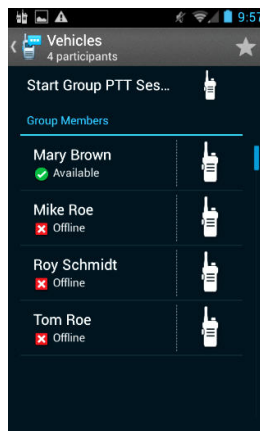 9:57
Vehicles
4 participants
Start Group PTT Ses...
Group Members
Mary Brown
Available
Mike Roe
Offline
Roy Schmidt
Offline
Tom Roe
Offline